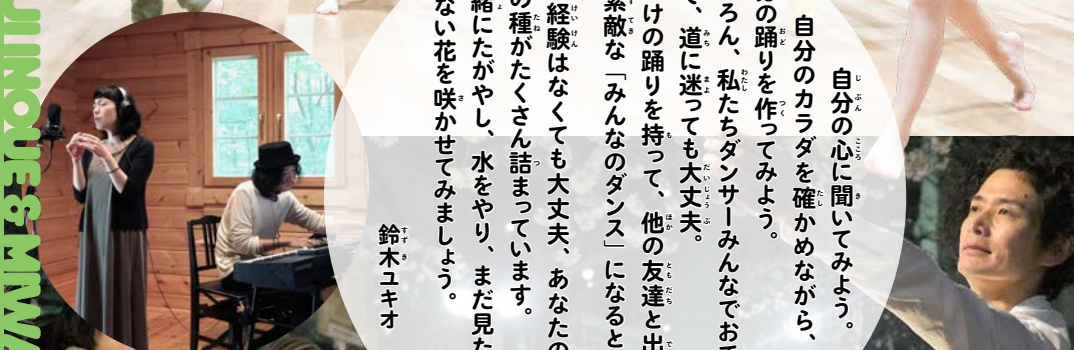 自分の心に聞いてみよう。
自分のカラダを確かめながら、
の踊りを作ってみよう。
ろん、私たちダンサーみんなでお
、道に迷っても大丈夫。
けの踊りを持って、他の友達と出
素敵な「みんなのダンス」になると
経験はなくても大丈夫、あなたの
の種がたくさん詰まっています。
緒にたがやし、水をやり、まだ見た
ない花を咲かせてみましょう。
鈴木ユキオ
INOUE & MIWA